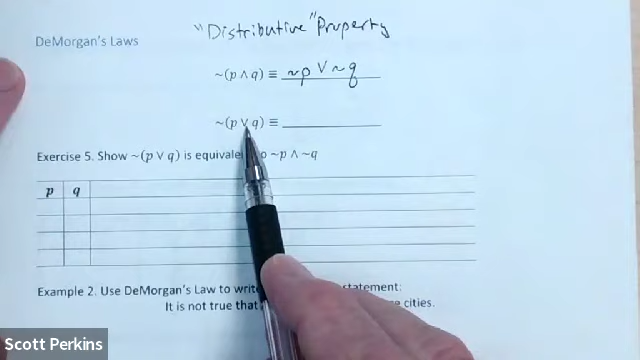 "Distributive" Property
DeMorgan's Laws
~(p ∧ q) ≡ ~p ∨ ~q
~(p ∨ q) ≡ ________
Exercise 5. Show ~(p ∨ q) is equivale o ~p ∧ ~q
p q
Example 2. Use DeMorgan's Law to writ statement:
It is not true that cities.
Scott Perkins